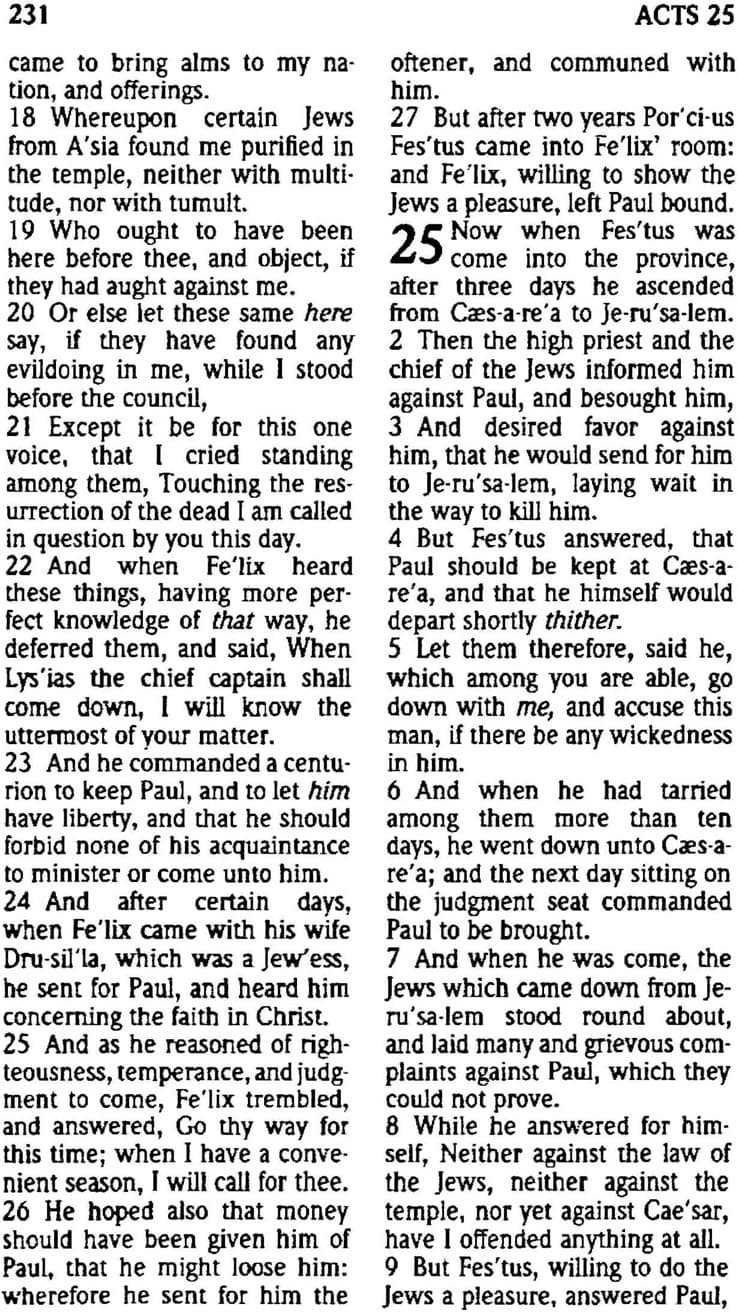 231
ACTS 25
came to bring alms to my na-
tion, and offerings.
18 Whereupon certain Jews
from A'sia found me purified in
the temple, neither with multi-
tude, nor with tumult.
19 Who ought to have been
here before thee, and object, if
they had aught against me.
20 Or else let these same here
say, if they have found any
evildoing in me, while I stood
before the council,
21 Except it be for this one
voice, that I cried standing
among them, Touching the res-
urrection of the dead I am called
in question by you this day.
22 And when Fe'lix heard
these things, having more per-
fect knowledge of that way, he
deferred them, and said, When
Lys'ias the chief captain shall
come down, I will know the
uttermost of your matter.
23 And he commanded a centu-
rion to keep Paul, and to let him
have liberty, and that he should
forbid none of his acquaintance
to minister or come unto him.
24 And after certain days,
when Fe'lix came with his wife
Dru-sil'la, which was a Jew'ess,
he sent for Paul, and heard him
concerning the faith in Christ.
25 And as he reasoned of righ-
teousness, temperance, and judg-
ment to come, Fe'lix trembled,
and answered, Go thy way for
this time; when I have a conve-
nient season, I will call for thee.
26 He hoped also that money
should have been given him of
Paul, that he might loose him:
wherefore he sent for him the
oftener, and communed with
him.
27 But after two years Por'ci-us
Fes'tus came into Fe'lix' room:
and Fe'lix, willing to show the
Jews a pleasure, left Paul bound.
25 Now when Fes'tus was
come into the province,
after three days he ascended
from Cæs-a-re'a to Je-ru'sa-lem.
2 Then the high priest and the
chief of the Jews informed him
against Paul, and besought him,
3 And desired favor against
him, that he would send for him
to Je-ru'sa-lem, laying wait in
the way to kill him.
4 But Fes'tus answered, that
Paul should be kept at Cæs-a-
re'a, and that he himself would
depart shortly thither.
5 Let them therefore, said he,
which among you are able, go
down with me, and accuse this
man, if there be any wickedness
in him.
6 And when he had tarried
among them more than ten
days, he went down unto Cæs-a-
re'a; and the next day sitting on
the judgment seat commanded
Paul to be brought.
7 And when he was come, the
Jews which came down from Je-
ru'sa-lem stood round about,
and laid many and grievous com-
plaints against Paul, which they
could not prove.
8 While he answered for him-
self, Neither against the law of
the Jews, neither against the
temple, nor yet against Cae'sar,
have I offended anything at all.
9 But Fes'tus, willing to do the
Jews a pleasure, answered Paul,